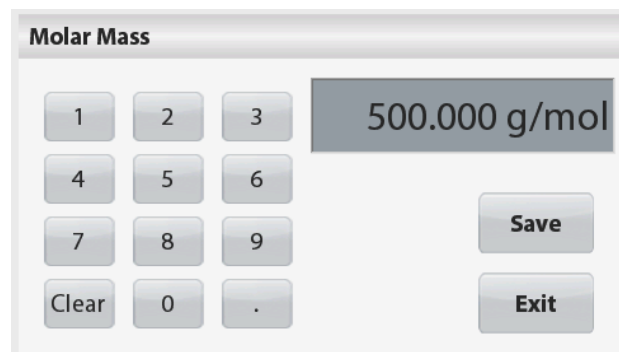 Molar Mass
1 2 3 500.000 g/mol
4 5 6
7 8 9 Save
Clear 0 . Exit